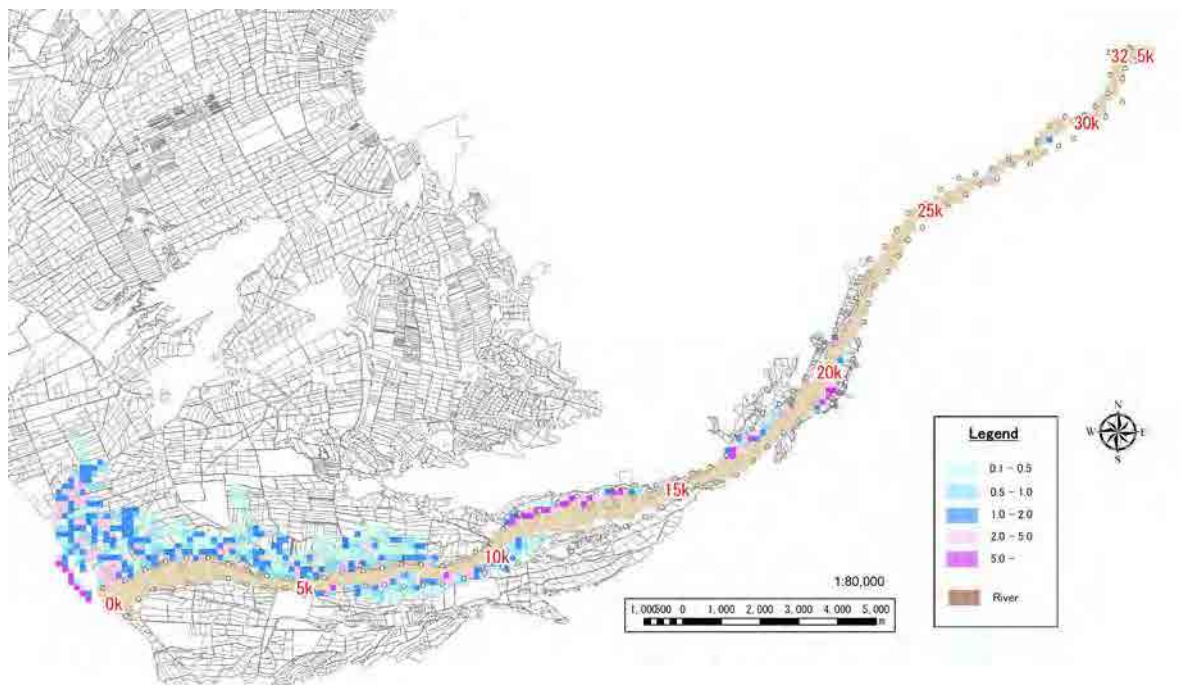 32.5k
30k
25k
20k
15k
10k
5k
0k
N
W E
S
Legend
0.1 - 0.5
0.5 - 1.0
1.0 - 2.0
2.0 - 5.0
5.0 -
River
1:80,000
1,000500 0 1,000 2,000 3,000 4,000 5,000
m